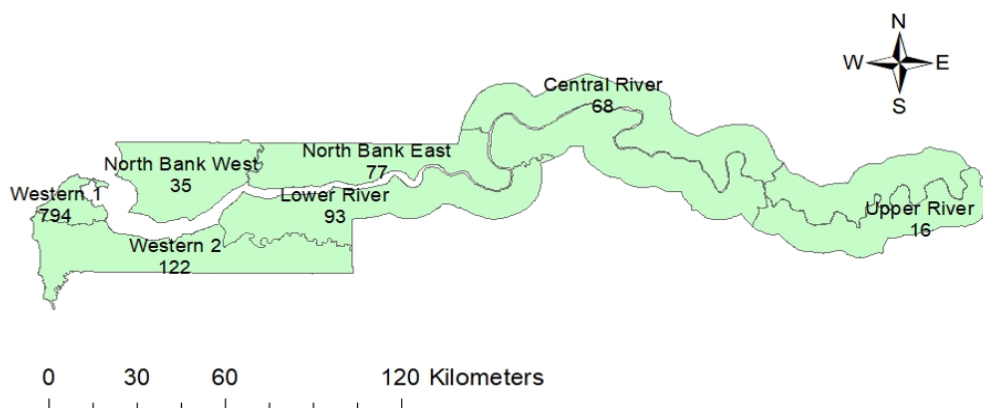 N
W E
S
Central River
68
North Bank West
35
North Bank East
77
Western 1
794
Lower River
93
Upper River
16
Western 2
122
0 30 60 120 Kilometers